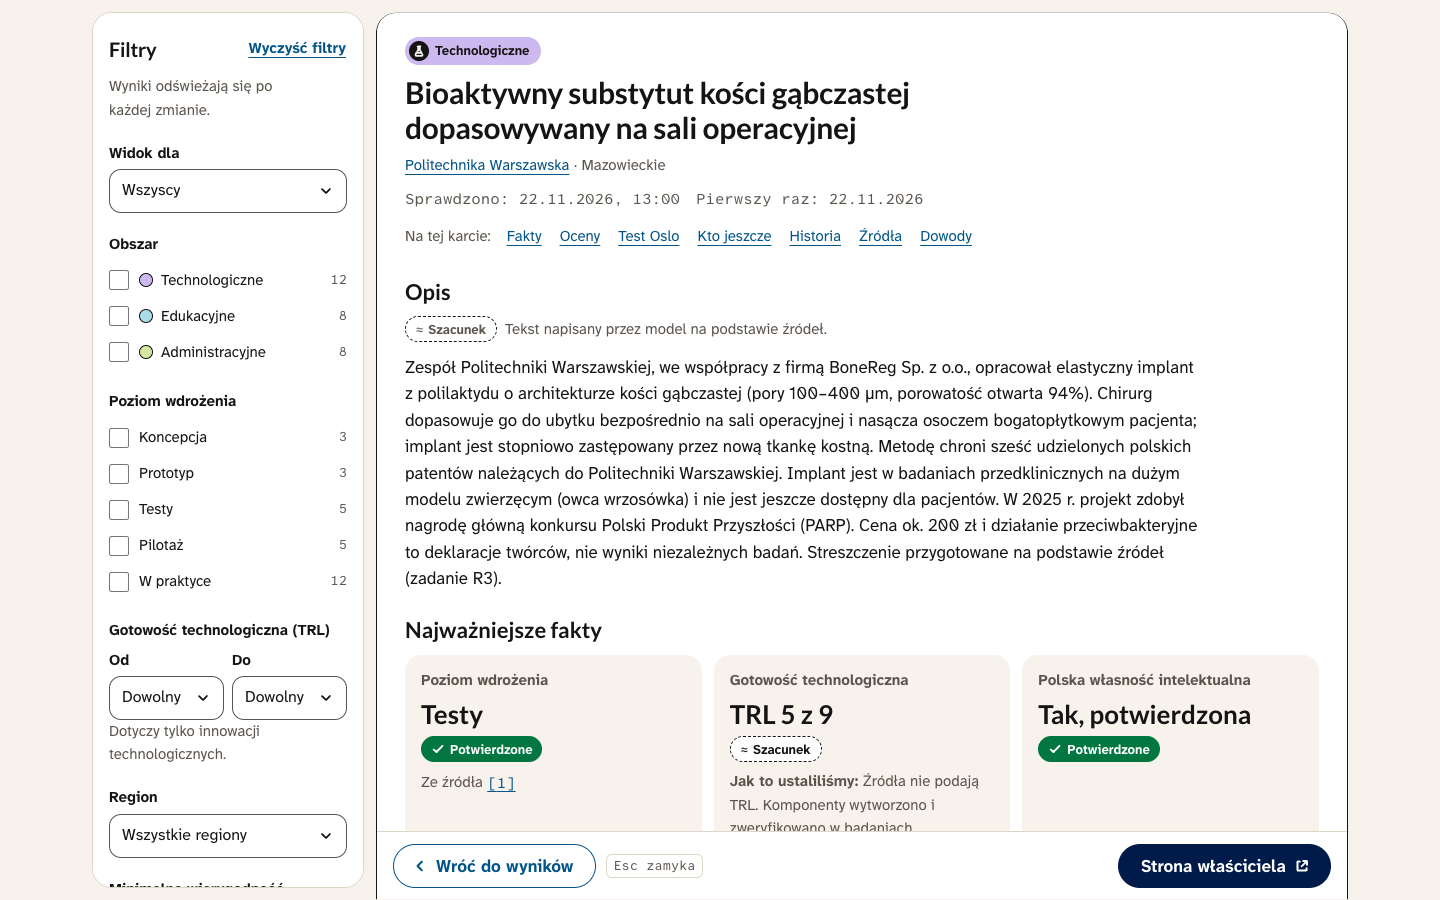 Filtry
Wyczyść filtry
Wyniki odświeżają się po
każdej zmianie.
Widok dla
Wszyscy
Obszar
Technologiczne 12
Edukacyjne 8
Administracyjne 8
Poziom wdrożenia
Koncepcja 3
Prototyp 3
Testy 5
Pilotaż 5
W praktyce 12
Gotowość technologiczna (TRL)
Od Do
Dowolny Dowolny
Dotyczy tylko innowacji
technologicznych.
Region
Wszystkie regiony
Technologiczne
Bioaktywny substytut kości gąbczastej
dopasowywany na sali operacyjnej
Politechnika Warszawska · Mazowieckie
Sprawdzono: 22.11.2026, 13:00 Pierwszy raz: 22.11.2026
Na tej karcie: Fakty Oceny Test Oslo Kto jeszcze Historia Źródła Dowody
Opis
≈ Szacunek Tekst napisany przez model na podstawie źródeł.
Zespół Politechniki Warszawskiej, we współpracy z firmą BoneReg Sp. z o.o., opracował elastyczny implant
z polilaktydu o architekturze kości gąbczastej (pory 100–400 µm, porowatość otwarta 94%). Chirurg
dopasowuje go do ubytku bezpośrednio na sali operacyjnej i nasącza osoczem bogatopłytkowym pacjenta;
implant jest stopniowo zastępowany przez nową tkankę kostną. Metodę chroni sześć udzielonych polskich
patentów należących do Politechniki Warszawskiej. Implant jest w badaniach przedklinicznych na dużym
modelu zwierzęcym (owca wrzosówka) i nie jest jeszcze dostępny dla pacjentów. W 2025 r. projekt zdobył
nagrodę główną konkursu Polski Produkt Przyszłości (PARP). Cena ok. 200 zł i działanie przeciwbakteryjne
to deklaracje twórców, nie wyniki niezależnych badań. Streszczenie przygotowane na podstawie źródeł
(zadanie R3).
Najważniejsze fakty
Poziom wdrożenia
Testy
Potwierdzone
Ze źródła [1]
Gotowość technologiczna
TRL 5 z 9
≈ Szacunek
Jak to ustaliliśmy: Źródła nie podają
TRL. Komponenty wytworzono i
zweryfikowano w badaniach
Polska własność intelektualna
Tak, potwierdzona
Potwierdzone
Wróć do wyników
Esc zamyka
Strona właściciela